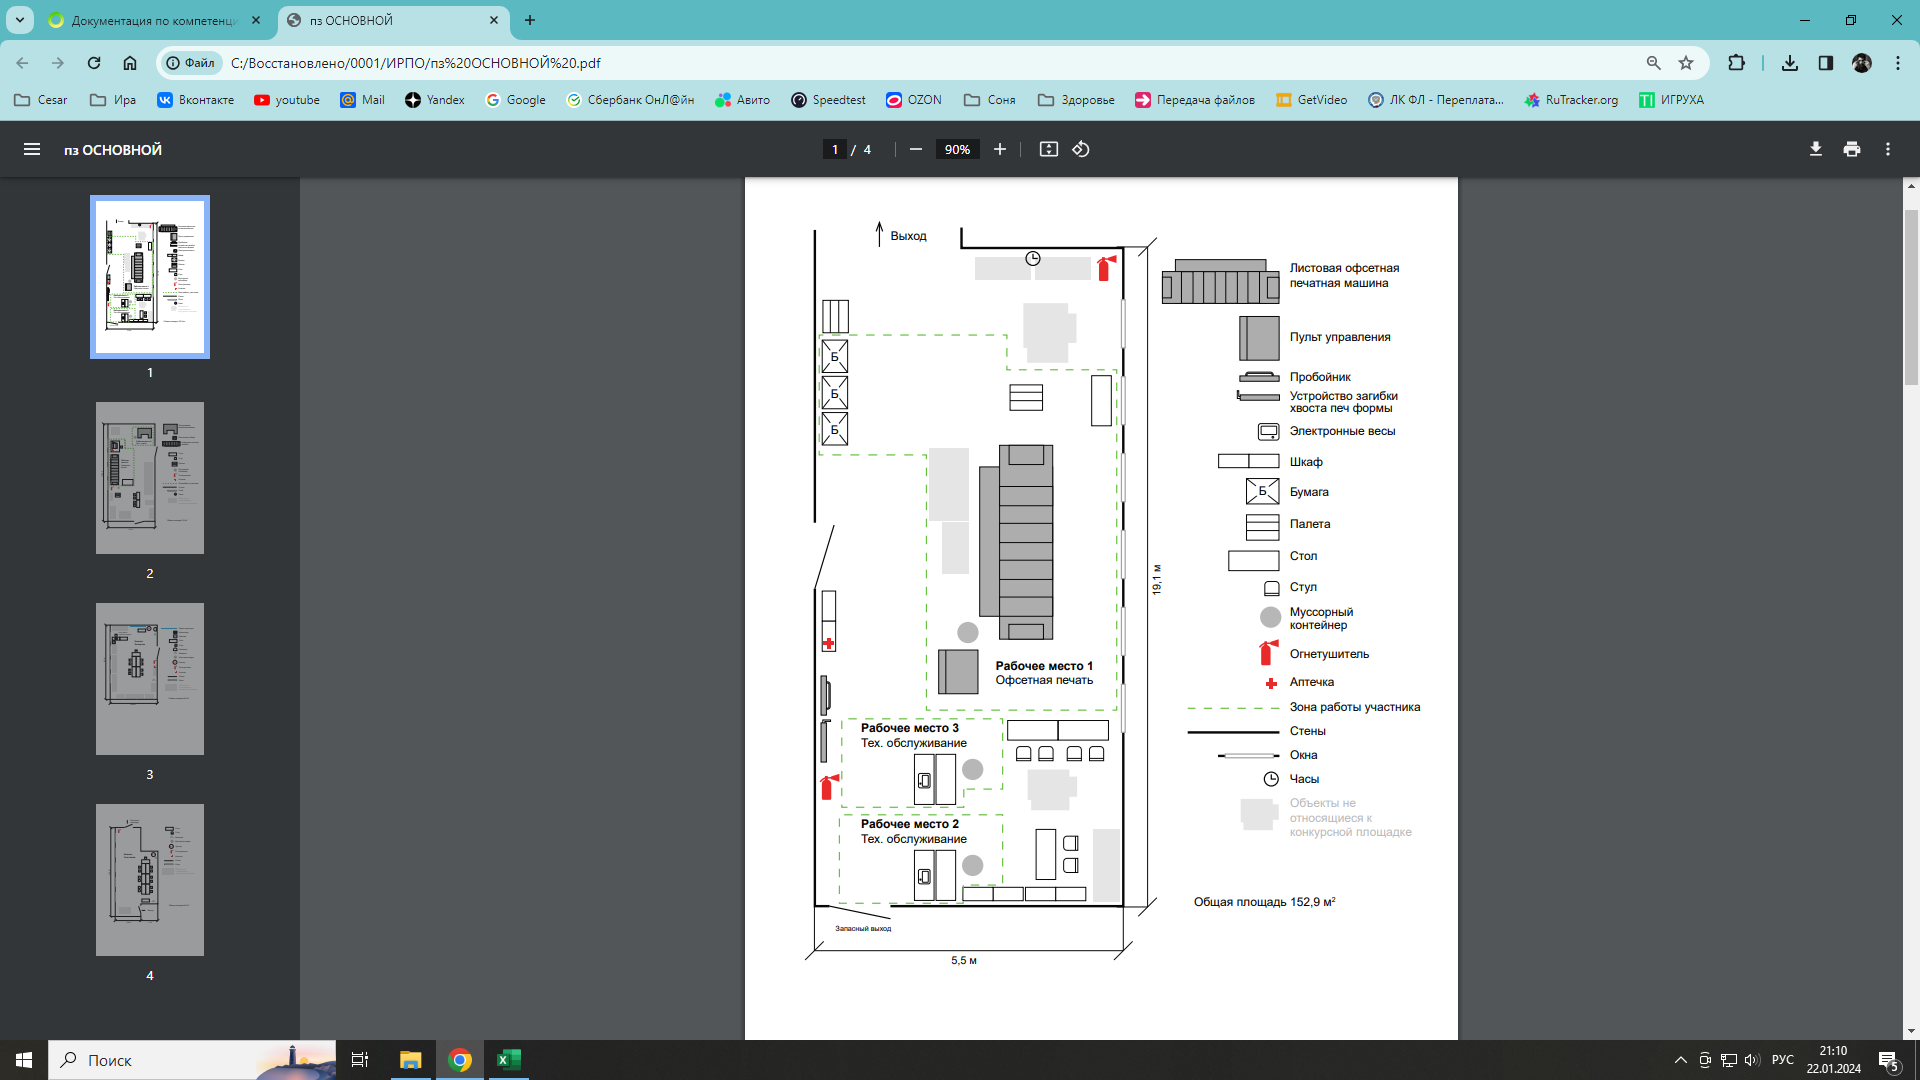 Документация по компетенци
пз ОСНОВНОЙ
Файл
C:/Восстановлено/0001/ИРПО/пз%20ОСНОВНОЙ%20.pdf
Cesar
Ира
Вконтакте
youtube
Mail
Yandex
Google
Сбербанк ОнЛ@йн
Авито
Speedtest
OZON
Соня
Здоровье
Передача файлов
GetVideo
ЛК ФЛ - Переплата...
RuTracker.org
TI ИГРУХА
пз ОСНОВНОЙ
1 / 4
90%
1
2
3
4
Выход
Б
Б
Б
19,1 м
Рабочее место 1
Офсетная печать
Рабочее место 3
Тех. обслуживание
Рабочее место 2
Тех. обслуживание
Запасный выход
5,5 м
Листовая офсетная
печатная машина
Пульт управления
Пробойник
Устройство загибки
хвоста печ формы
Электронные весы
Шкаф
Б
Бумага
Палета
Стол
Стул
Муссорный
контейнер
Огнетушитель
Аптечка
Зона работы участника
Стены
Окна
Часы
Объекты не
относящиеся к
конкурсной площадке
Общая площадь 152,9 м²
Поиск
РУС
21:10
22.01.2024
5